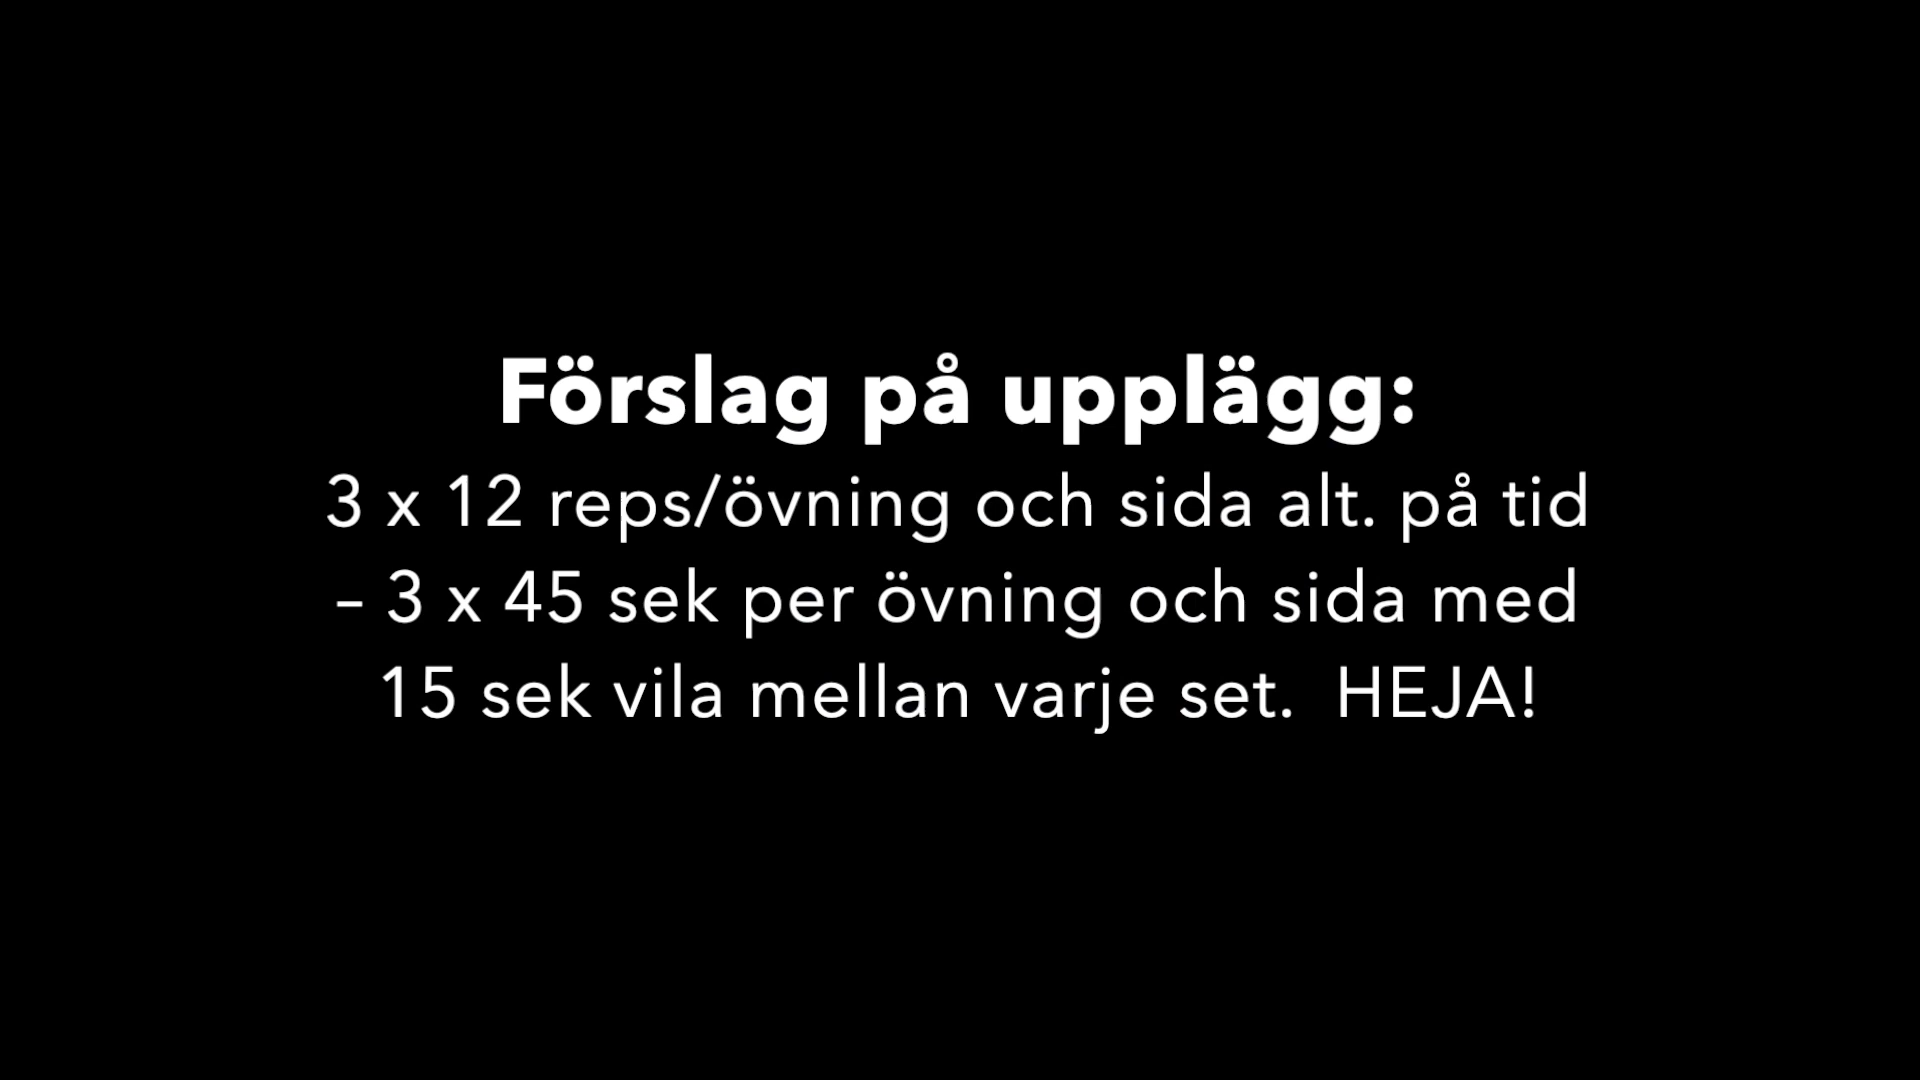 Förslag på upplägg:
3 x 12 reps/övning och sida alt. på tid
– 3 x 45 sek per övning och sida med
15 sek vila mellan varje set.  HEJA!